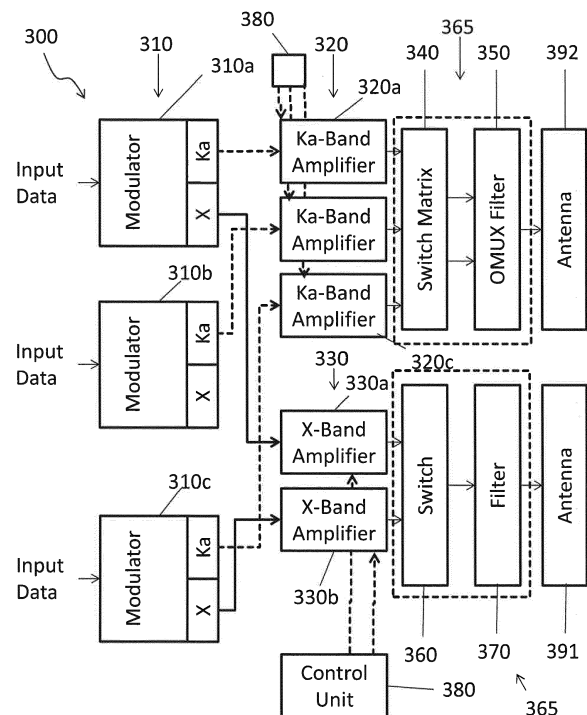 300
310
310a
380
320
320a
340
365
350
392
Input
Data
Modulator
Ka
X
Ka-Band
Amplifier
Switch Matrix
OMUX Filter
Antenna
Ka-Band
Amplifier
310b
Input
Data
Modulator
Ka
X
Ka-Band
Amplifier
320c
330
330a
310c
X-Band
Amplifier
Switch
Filter
Antenna
Input
Data
Modulator
Ka
X
X-Band
Amplifier
330b
360
370
391
Control
Unit
380
365